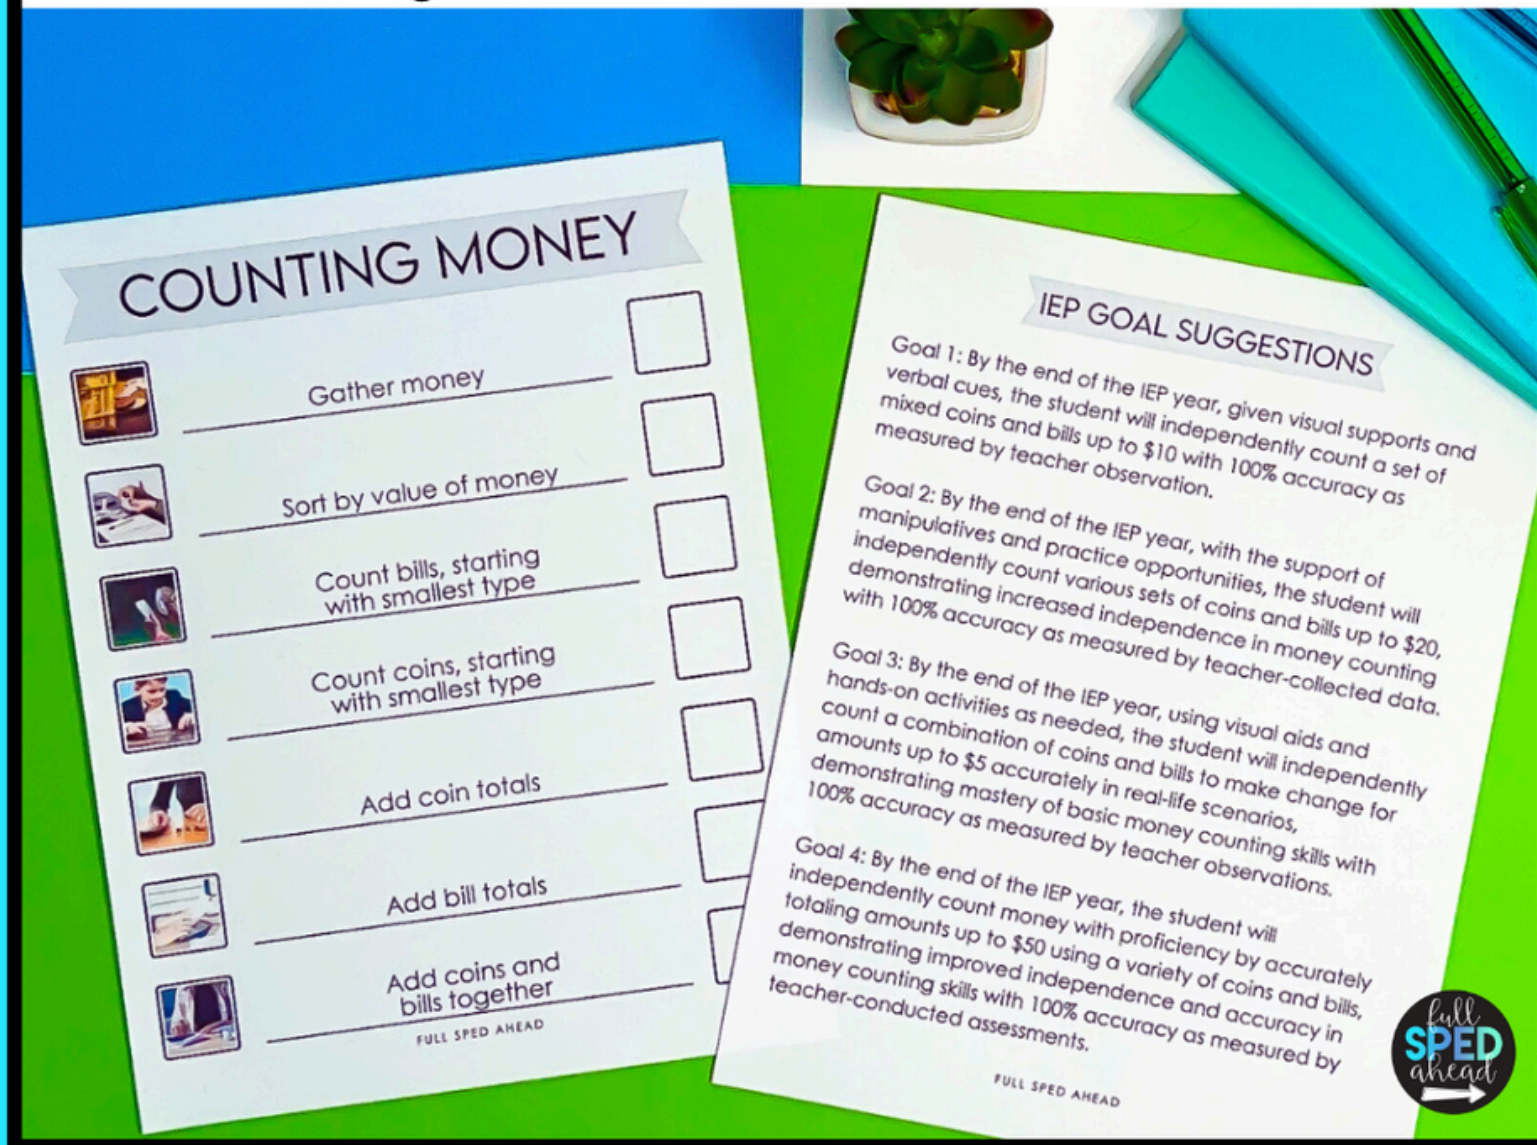 COUNTING MONEY
Gather money
Sort by value of money
Count bills, starting
with smallest type
Count coins, starting
with smallest type
Add coin totals
Add bill totals
Add coins and
bills together
FULL SPED AHEAD
IEP GOAL SUGGESTIONS
Goal 1: By the end of the IEP year, given visual supports and
verbal cues, the student will independently count a set of
mixed coins and bills up to $10 with 100% accuracy as
measured by teacher observation.
Goal 2: By the end of the IEP year, with the support of
manipulatives and practice opportunities, the student will
independently count various sets of coins and bills up to $20,
demonstrating increased independence in money counting
with 100% accuracy as measured by teacher-collected data.
Goal 3: By the end of the IEP year, using visual aids and
hands-on activities as needed, the student will independently
count a combination of coins and bills to make change for
amounts up to $5 accurately in real-life scenarios,
demonstrating mastery of basic money counting skills with
100% accuracy as measured by teacher observations.
Goal 4: By the end of the IEP year, the student will
independently count money with proficiency by accurately
totaling amounts up to $50 using a variety of coins and bills,
demonstrating improved independence and accuracy in
money counting skills with 100% accuracy as measured by
teacher-conducted assessments.
FULL SPED AHEAD
full
SPED
ahead